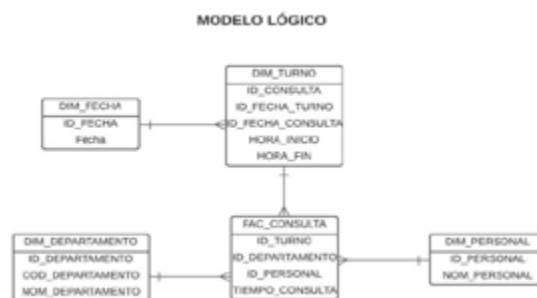 MODELO LÓGICO
DIM_TURNO
ID_CONSULTA
ID_FECHA_TURNO
ID_FECHA_CONSULTA
HORA_INICIO
HORA_FIN
DIM_FECHA
ID_FECHA
Fecha
FAC_CONSULTA
ID_TURNO
ID_DEPARTAMENTO
ID_PERSONAL
TIEMPO_CONSULTA
DIM_DEPARTAMENTO
ID_DEPARTAMENTO
COD_DEPARTAMENTO
NOM_DEPARTAMENTO
DIM_PERSONAL
ID_PERSONAL
NOM_PERSONAL